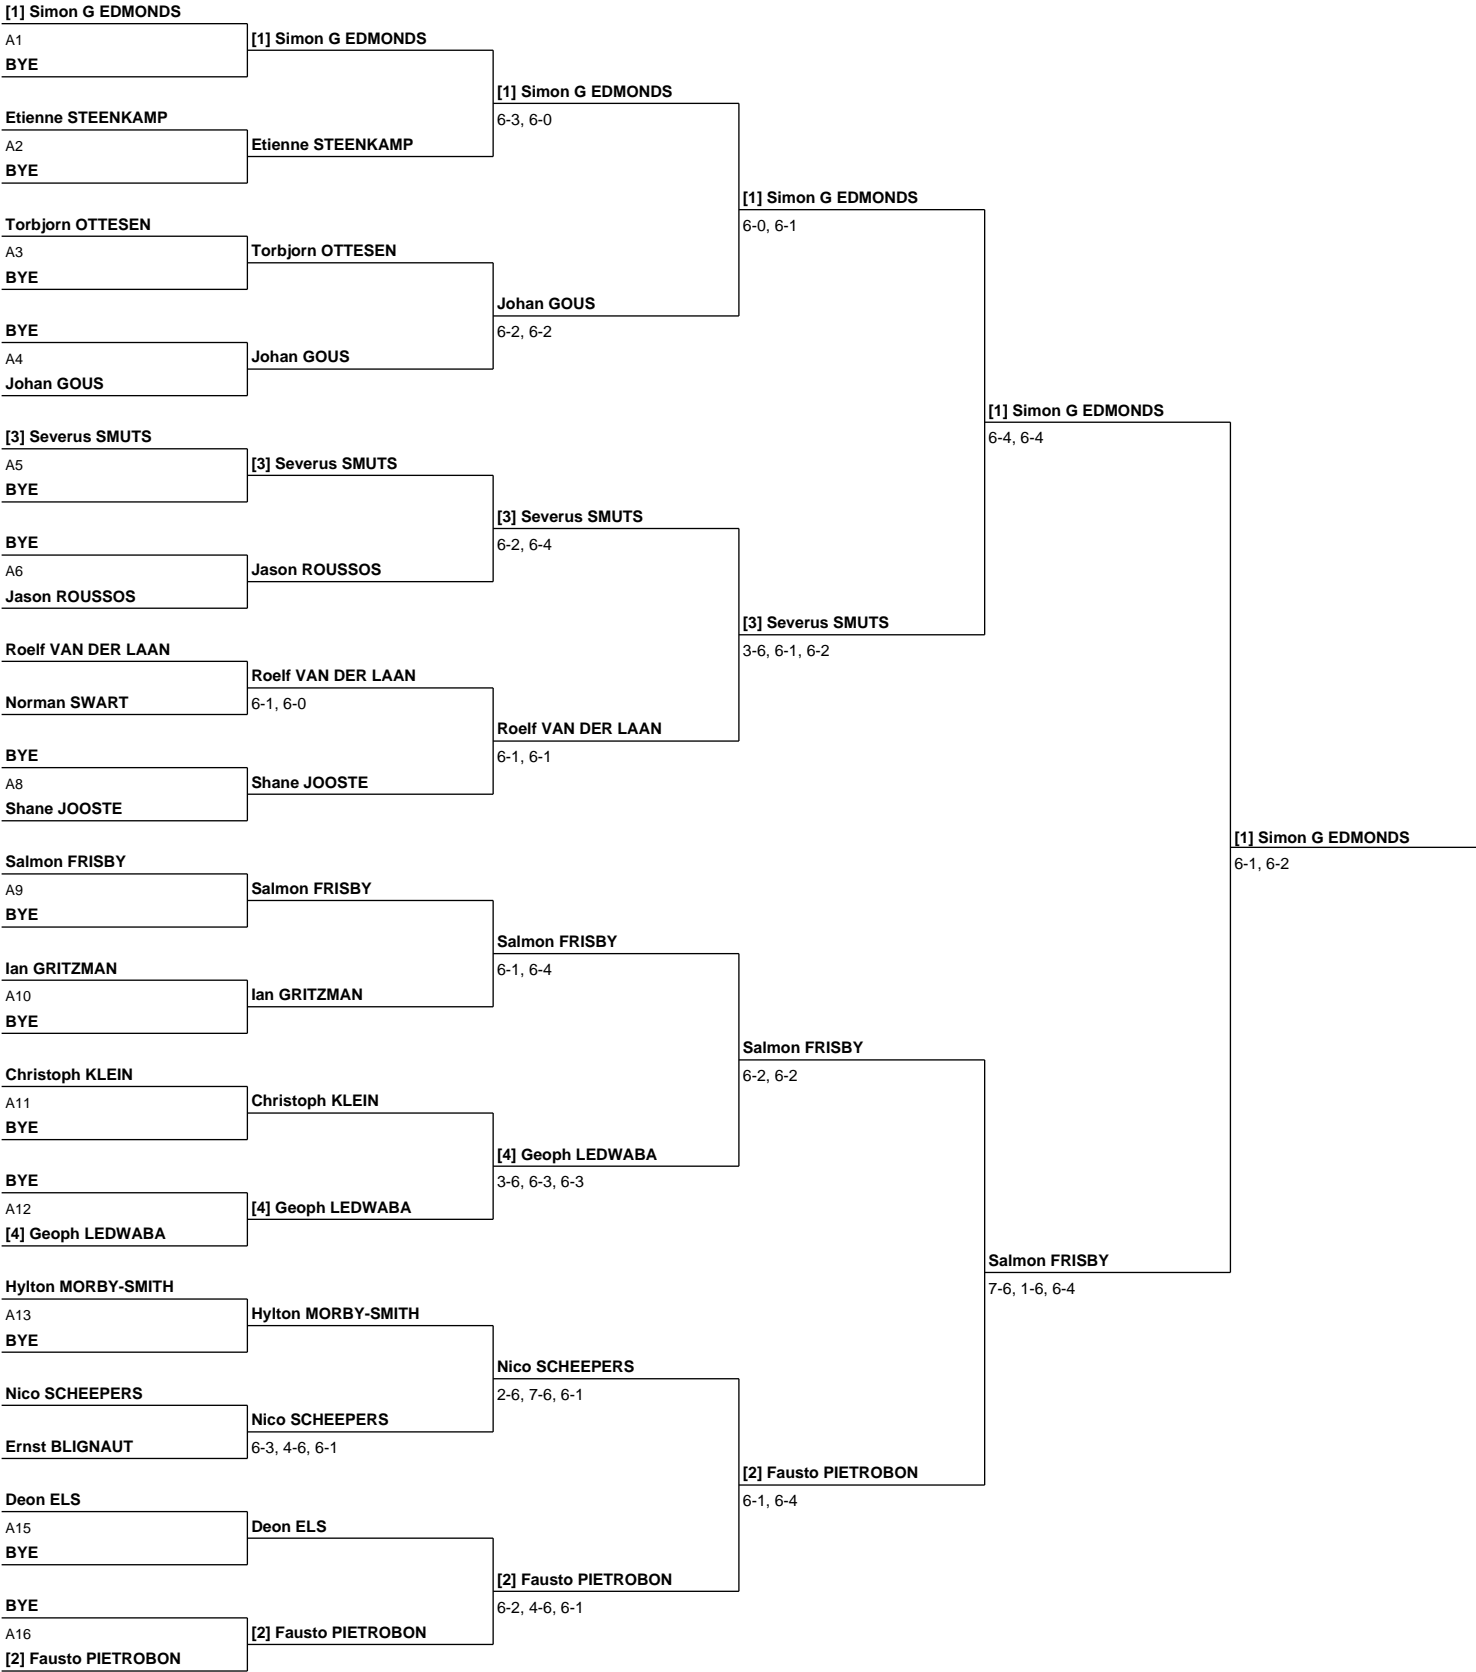 [1] Simon G EDMONDS
A1
[1] Simon G EDMONDS
BYE
[1] Simon G EDMONDS
6-3, 6-0
Etienne STEENKAMP
A2
Etienne STEENKAMP
BYE
[1] Simon G EDMONDS
6-0, 6-1
Torbjorn OTTESEN
A3
Torbjorn OTTESEN
BYE
Johan GOUS
6-2, 6-2
BYE
A4
Johan GOUS
Johan GOUS
[1] Simon G EDMONDS
6-4, 6-4
[3] Severus SMUTS
A5
[3] Severus SMUTS
BYE
[3] Severus SMUTS
6-2, 6-4
BYE
A6
Jason ROUSSOS
Jason ROUSSOS
[3] Severus SMUTS
3-6, 6-1, 6-2
Roelf VAN DER LAAN
Roelf VAN DER LAAN
Norman SWART
6-1, 6-0
Roelf VAN DER LAAN
6-1, 6-1
BYE
A8
Shane JOOSTE
Shane JOOSTE
[1] Simon G EDMONDS
6-1, 6-2
Salmon FRISBY
A9
Salmon FRISBY
BYE
Salmon FRISBY
6-1, 6-4
Ian GRITZMAN
A10
Ian GRITZMAN
BYE
Salmon FRISBY
6-2, 6-2
Christoph KLEIN
A11
Christoph KLEIN
BYE
[4] Geoph LEDWABA
3-6, 6-3, 6-3
BYE
A12
[4] Geoph LEDWABA
[4] Geoph LEDWABA
Salmon FRISBY
7-6, 1-6, 6-4
Hylton MORBY-SMITH
A13
Hylton MORBY-SMITH
BYE
Nico SCHEEPERS
2-6, 7-6, 6-1
Nico SCHEEPERS
Nico SCHEEPERS
Ernst BLIGNAUT
6-3, 4-6, 6-1
[2] Fausto PIETROBON
6-1, 6-4
Deon ELS
A15
Deon ELS
BYE
[2] Fausto PIETROBON
6-2, 4-6, 6-1
BYE
A16
[2] Fausto PIETROBON
[2] Fausto PIETROBON